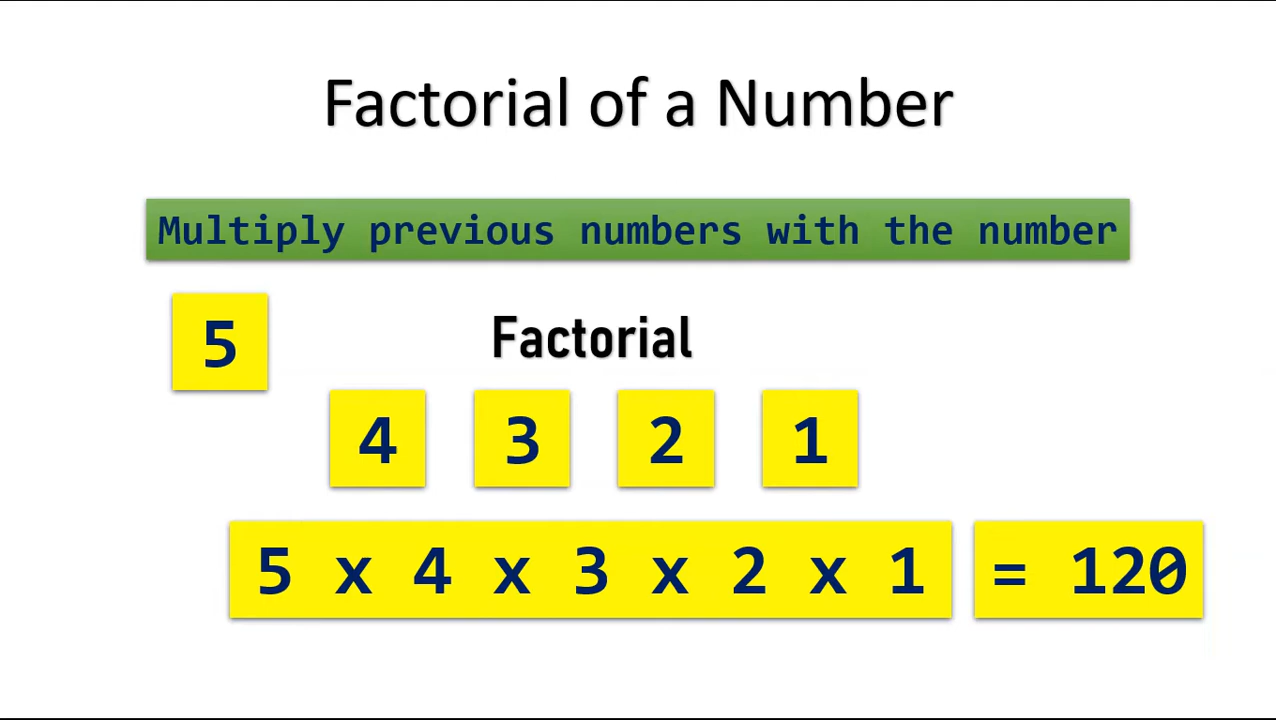 Factorial of a Number
Multiply previous numbers with the number
5
Factorial
4 3 2 1
5 x 4 x 3 x 2 x 1 = 120